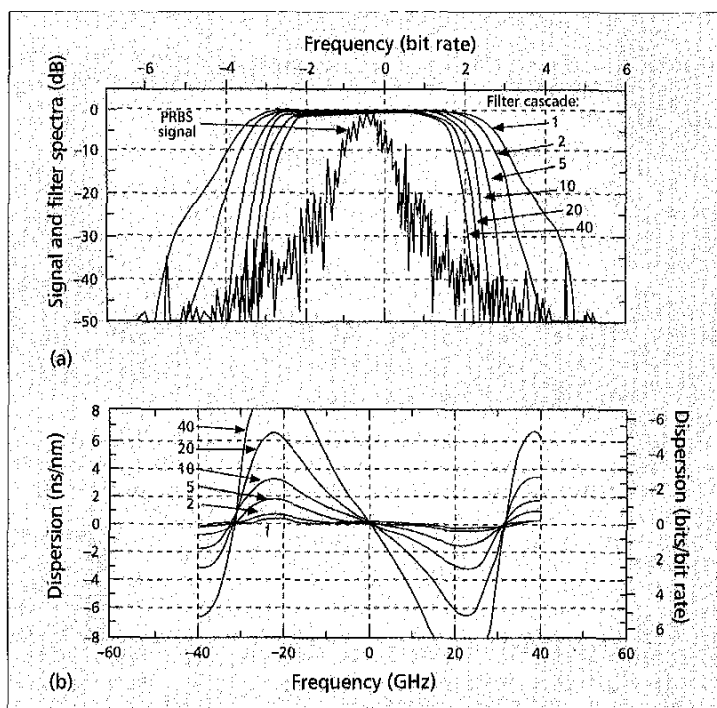 Frequency (bit rate)
-6 -4 -2 0 2 4 6
Signal and filter spectra (dB)
0
-10
-20
-30
-40
-50
PRBS
signal
Filter cascade:
1
2
5
10
20
40
(a)
Dispersion (ns/nm)
8
6
4
2
0
-2
-4
-6
-8
40
20
10
5
2
1
Dispersion (bits/bit rate)
-6
-4
-2
0
2
4
6
-60 -40 -20 0 20 40 60
(b)
Frequency (GHz)